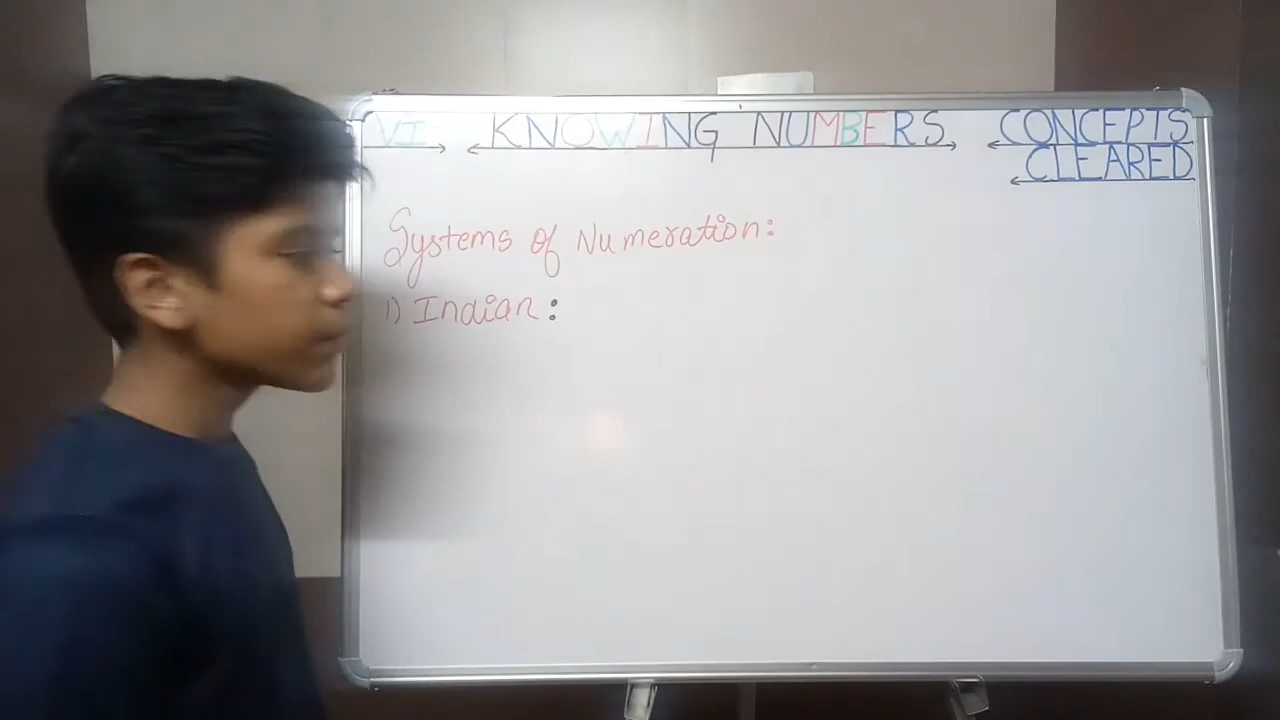 VI KNOWING NUMBERS CONCEPTS
CLEARED
Systems of Numeration:
1) Indian: